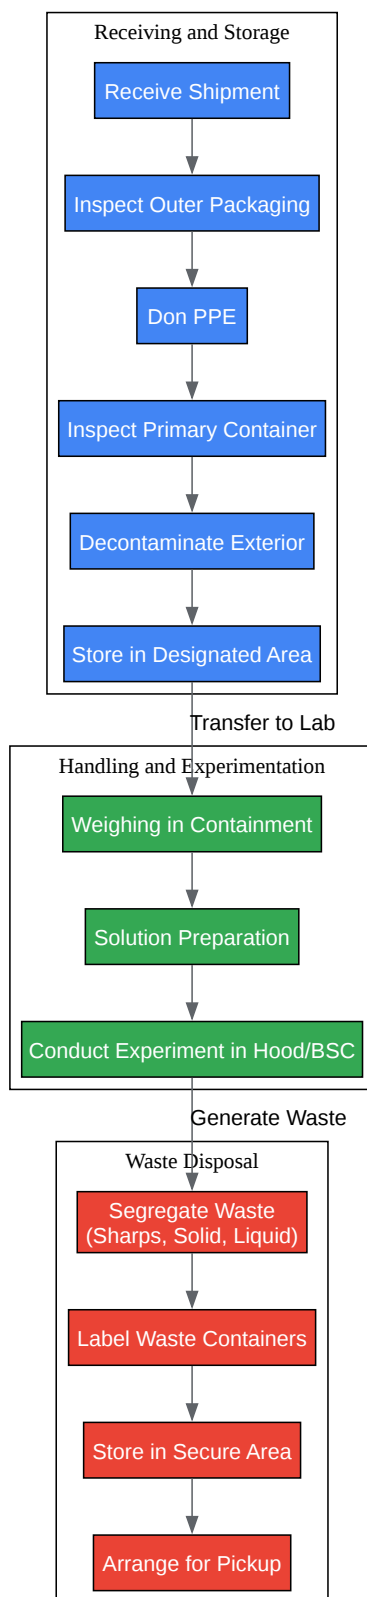 Receiving and Storage
Receive Shipment
Inspect Outer Packaging
Don PPE
Inspect Primary Container
Decontaminate Exterior
Store in Designated Area
Transfer to Lab
Handling and Experimentation
Weighing in Containment
Solution Preparation
Conduct Experiment in Hood/BSC
Generate Waste
Waste Disposal
Segregate Waste
(Sharps, Solid, Liquid)
Label Waste Containers
Store in Secure Area
Arrange for Pickup